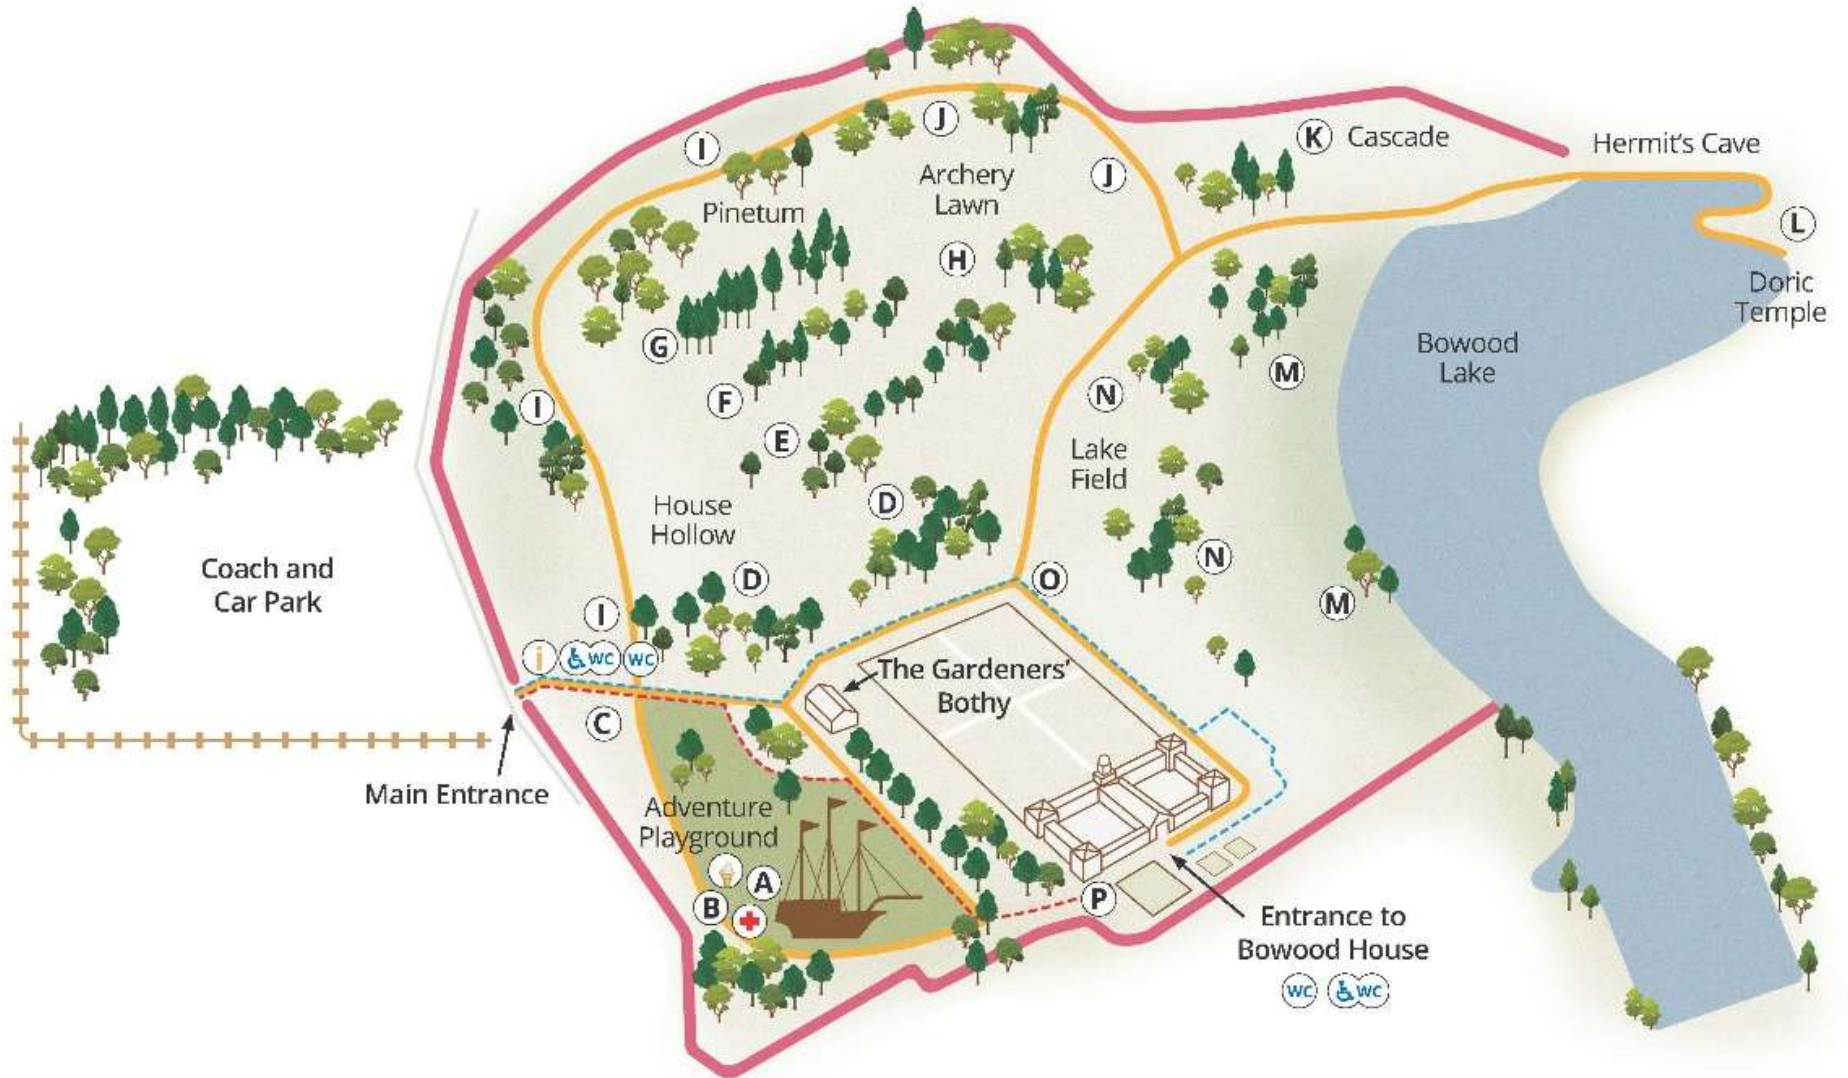 J
K Cascade
Hermit's Cave
I
J
Archery
Lawn
Pinetum
L
H
Doric
Temple
G
Bowood
Lake
M
F
N
I
E
Lake
Field
D
House
Hollow
N
Coach and
Car Park
D
O
M
I
i WC WC
The Gardeners'
Bothy
C
Main Entrance
Adventure
Playground
A
B
P
Entrance to
Bowood House
WC WC